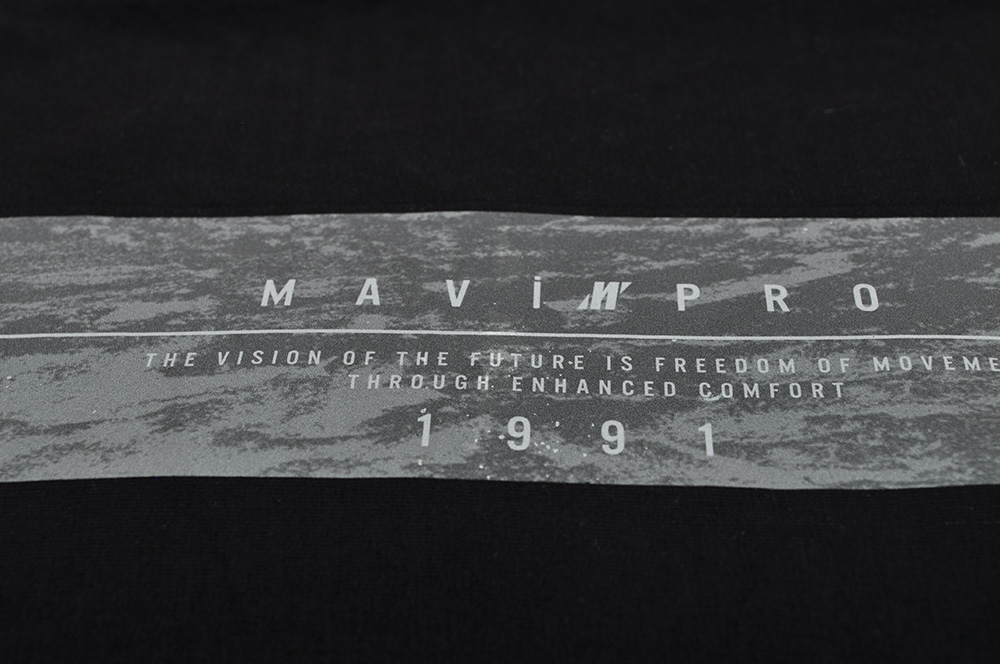 MAVİ M PRO
THE VISION OF THE FUTURE IS FREEDOM OF MOVEME
THROUGH ENHANCED COMFORT
1991